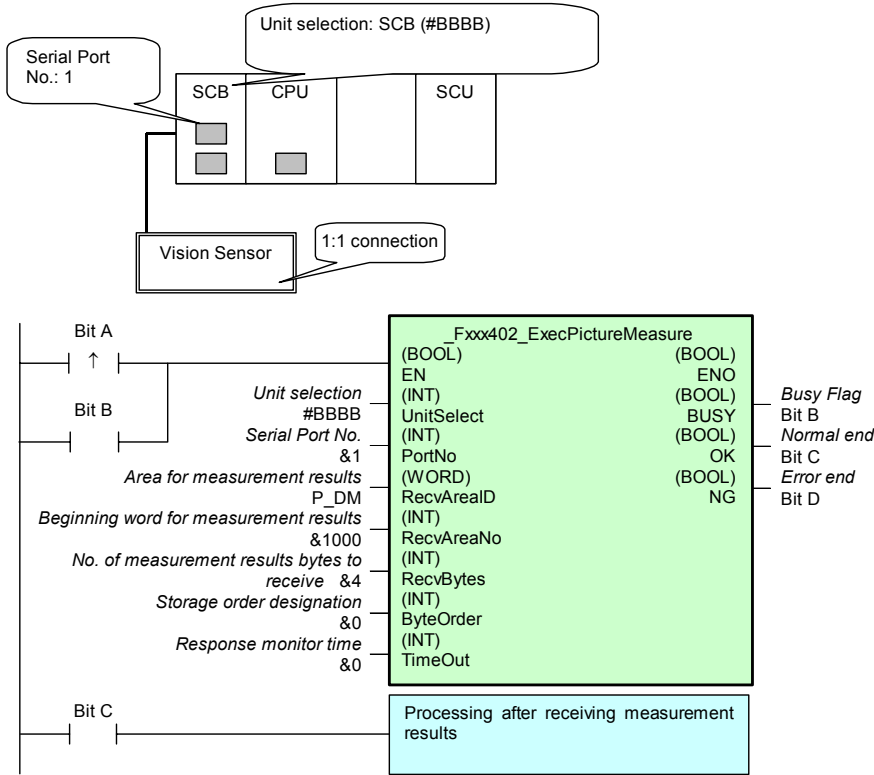 Unit selection: SCB (#BBBB)
Serial Port
No.: 1
SCB
CPU
SCU
Vision Sensor
1:1 connection
Bit A
↑
Bit B
_Fxxx402_ExecPictureMeasure
(BOOL)
(BOOL)
EN
ENO
Unit selection
(INT)
(BOOL)
Busy Flag
#BBBB
UnitSelect
BUSY
Bit B
Serial Port No.
(INT)
(BOOL)
Normal end
&1
PortNo
OK
Bit C
Area for measurement results
(WORD)
(BOOL)
Error end
P_DM
RecvAreaID
NG
Bit D
Beginning word for measurement results
(INT)
&1000
RecvAreaNo
No. of measurement results bytes to
(INT)
receive &4
RecvBytes
Storage order designation
(INT)
&0
ByteOrder
Response monitor time
(INT)
&0
TimeOut
Bit C
Processing after receiving measurement
results